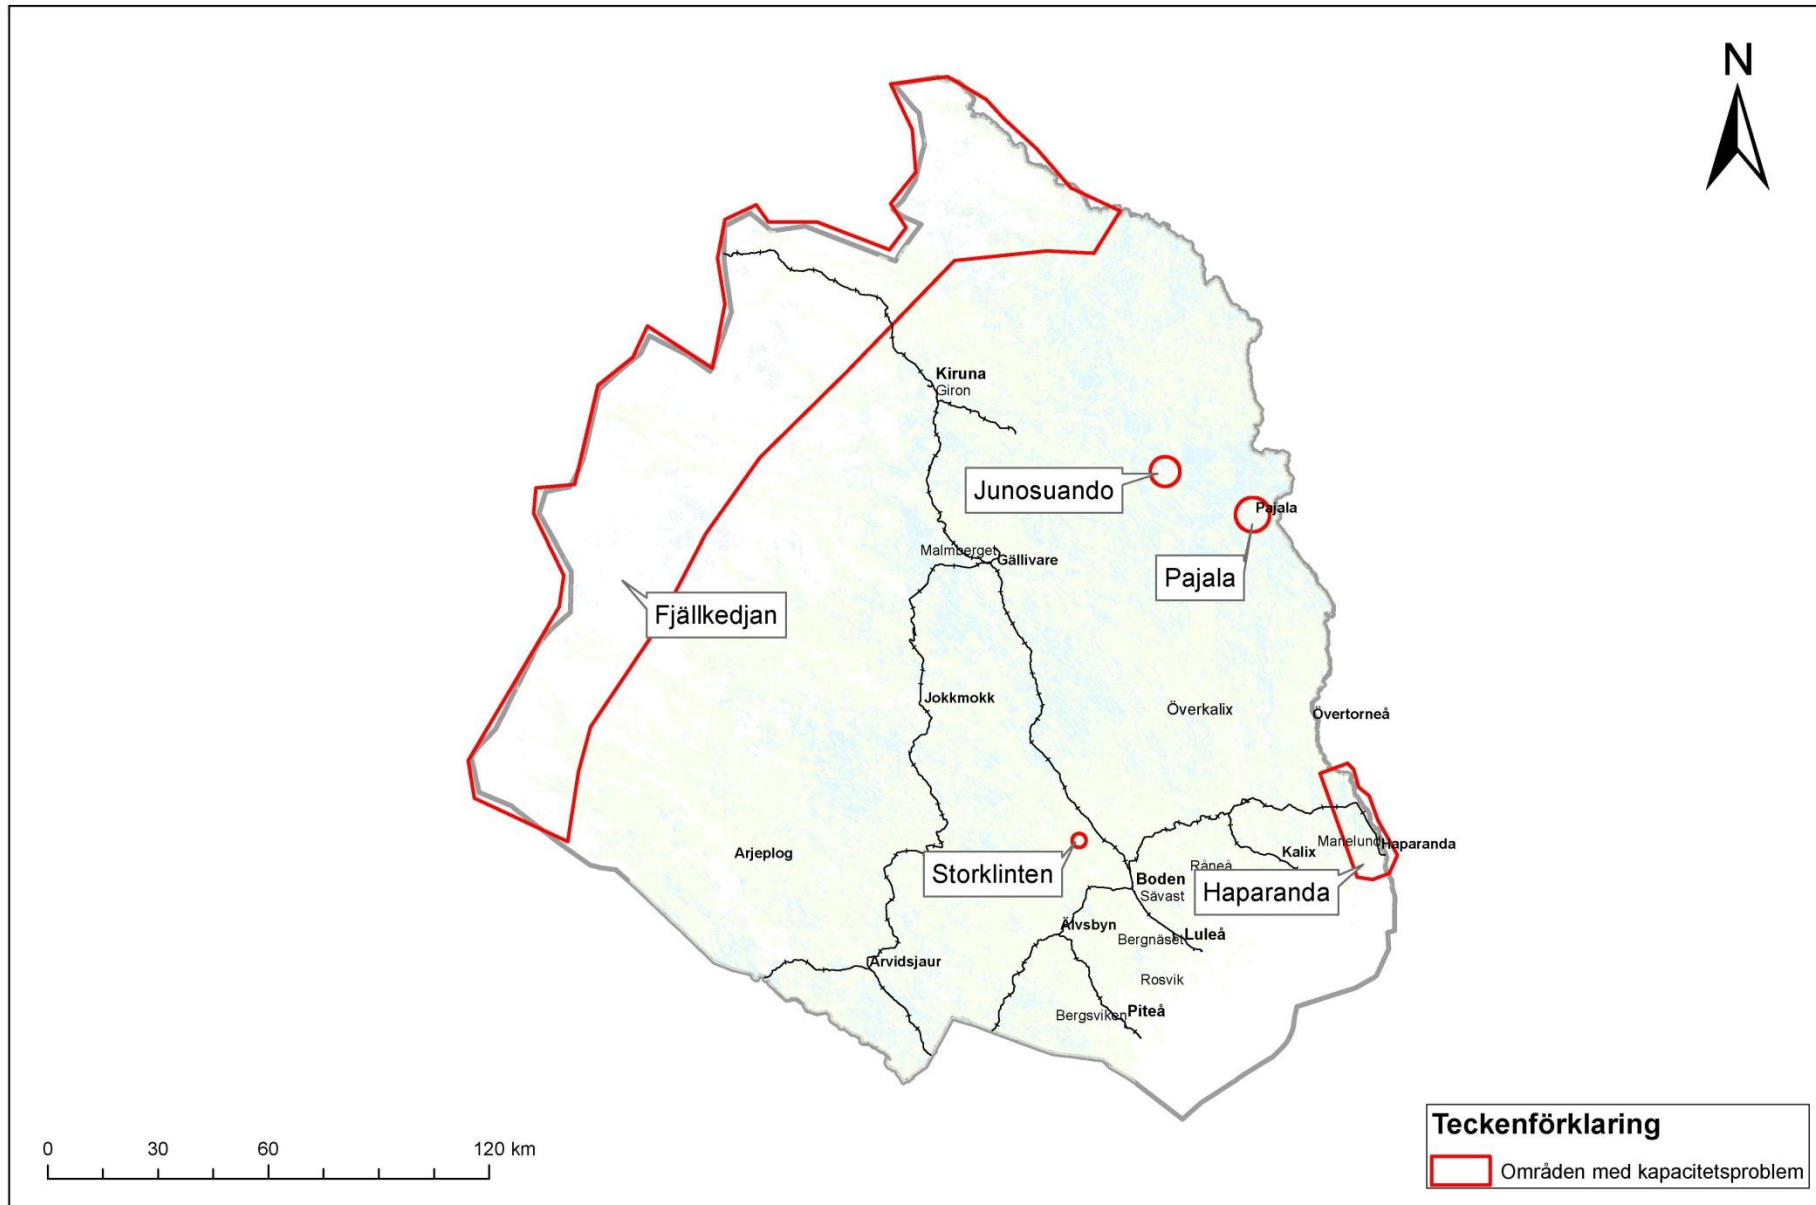 N
Kiruna
Giron
Junosuando
Pajala
Malmberget
Gällivare
Pajala
Fjällkedjan
Jokkmokk
Överkalix
Övertorneå
Arjeplog
Storklinten
Boden
Sävast
Råneå
Kalix
Marielund
Haparanda
Haparanda
Älvsbyn
Bergnäset
Luleå
Arvidsjaur
Rosvik
Bergsviken
Piteå
0 30 60 120 km
Teckenförklaring
Områden med kapacitetsproblem